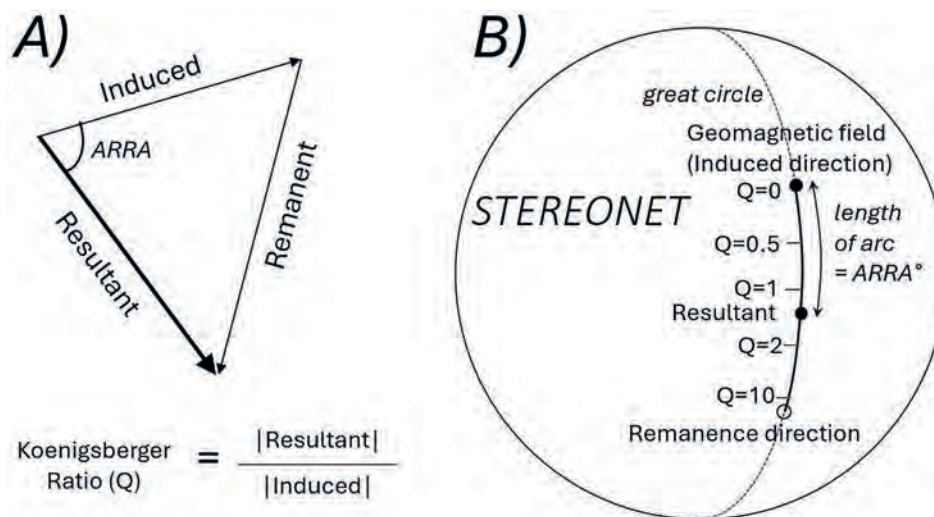 A)
Induced
ARRA
Resultant
Remanent
Koenigsberger
Ratio (Q)
=
|Resultant|
|Induced|
B)
great circle
Geomagnetic field
(Induced direction)
Q=0
STEREONET
Q=0.5
length
of arc
= ARRA°
Q=1
Resultant
Q=2
Q=10
Remanence direction